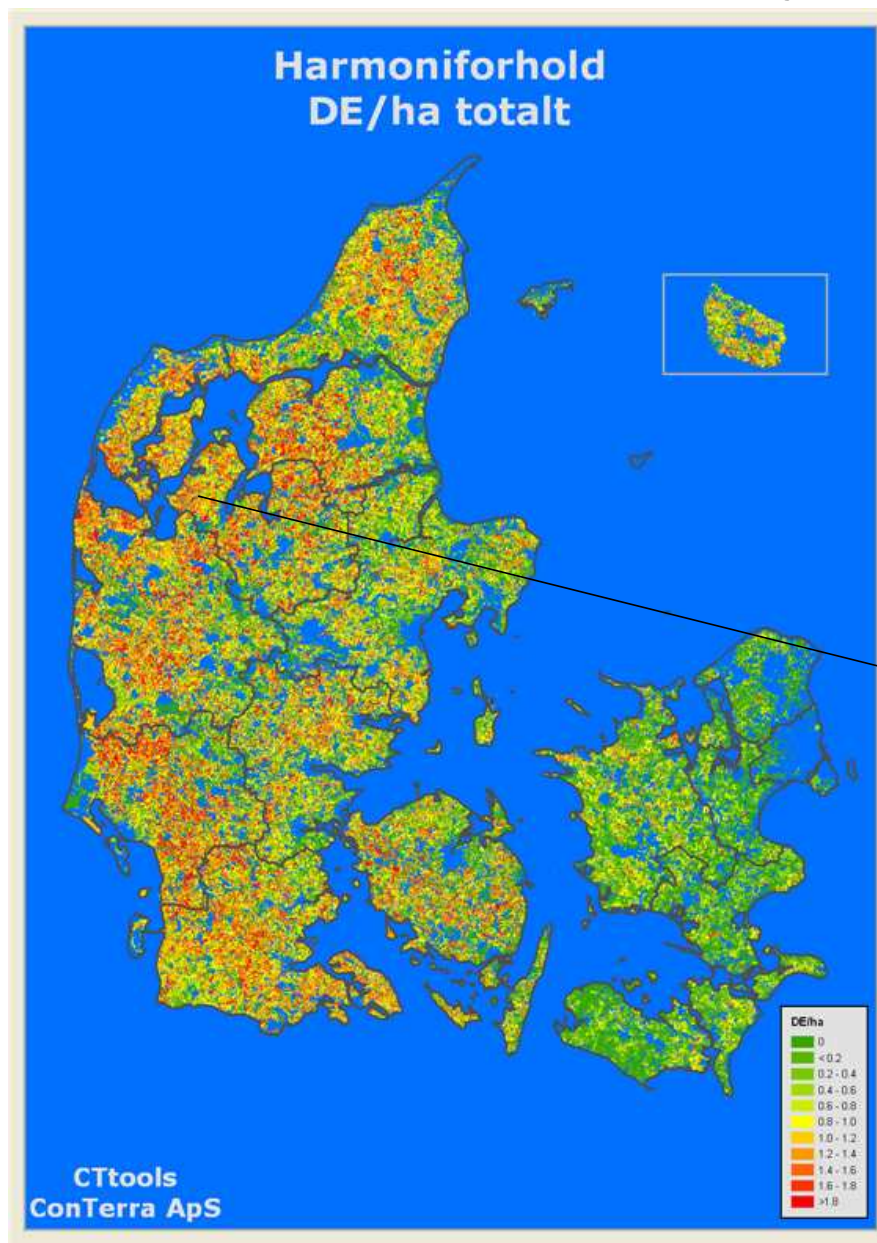 Harmoniforhold
DE/ha totalt
DE/ha
0
< 0.2
0.2 - 0.4
0.4 - 0.6
0.6 - 0.8
0.8 - 1.0
1.0 - 1.2
1.2 - 1.4
1.4 - 1.6
1.6 - 1.8
>1.8
CTtools
ConTerra ApS